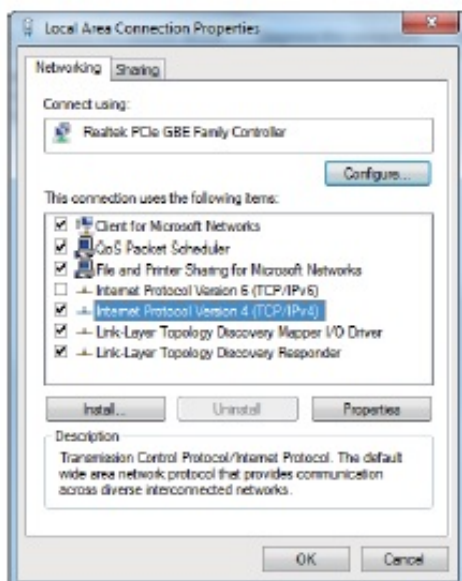 Local Area Connection Properties
Networking Sharing
Connect using:
Realtek PCIe GBE Family Controller
Configure...
This connection uses the following items:
Client for Microsoft Networks
QoS Packet Scheduler
File and Printer Sharing for Microsoft Networks
Internet Protocol Version 6 (TCP/IPv6)
Internet Protocol Version 4 (TCP/IPv4)
Link-Layer Topology Discovery Mapper I/O Driver
Link-Layer Topology Discovery Responder
Install... Uninstall Properties
Description
Transmission Control Protocol/Internet Protocol. The default
wide area network protocol that provides communication
across diverse interconnected networks.
OK Cancel